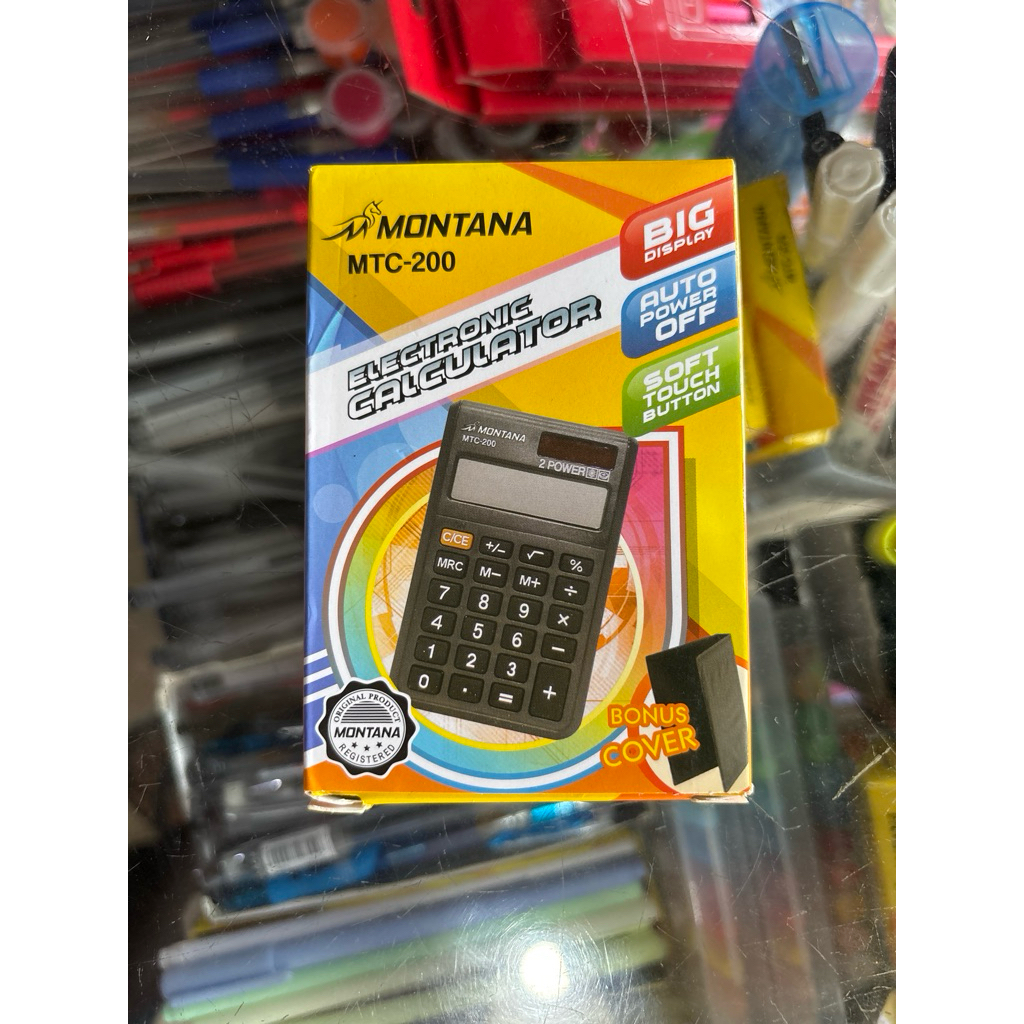 MONTANA
MTC-200
BIG
DISPLAY
AUTO
POWER
OFF
SOFT
TOUCH
BUTTON
ELECTRONIC
CALCULATOR
MONTANA
MTC-200
2 POWER
C/CE +/− √ %
MRC M− M+ ÷
7 8 9 ×
4 5 6 −
1 2 3 +
0 . =
ORIGINAL PRODUCT
MONTANA
REGISTERED
BONUS
COVER